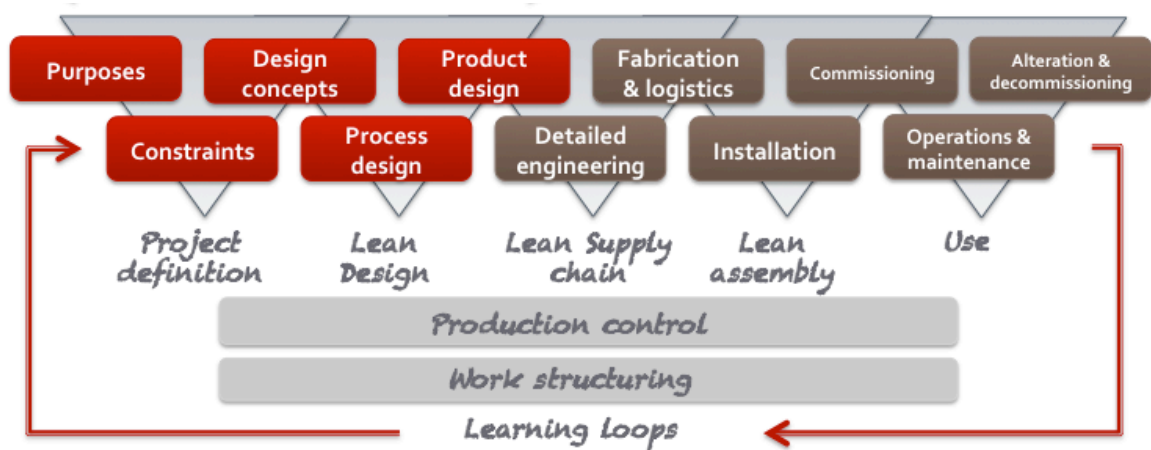 Purposes
Design
concepts
Product
design
Fabrication
& logistics
Commissioning
Alteration &
decommissioning
Constraints
Process
design
Detailed
engineering
Installation
Operations &
maintenance
Project
definition
Lean
Design
Lean Supply
chain
Lean
assembly
Use
Production control
Work structuring
Learning loops